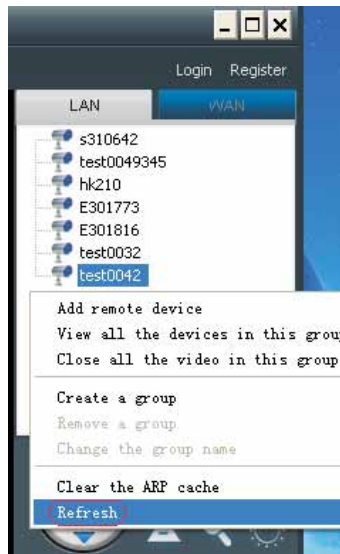 Login Register
LAN WAN
s310642
test0049345
hk210
E301773
E301816
test0032
test0042
Add remote device
View all the devices in this grou
Close all the video in this group
Create a group
Remove a group
Change the group name
Clear the ARP cache
Refresh